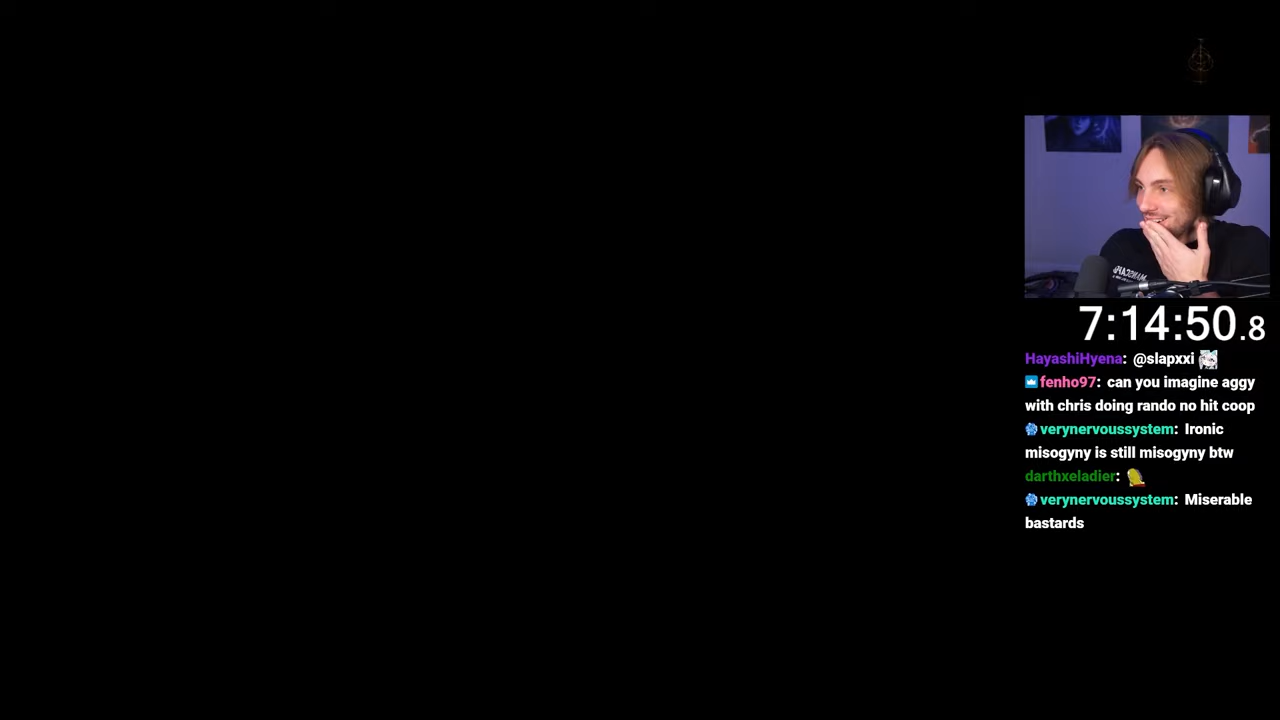 7:14:50.8
HayashiHyena: @slapxxi
fenho97: can you imagine aggy
with chris doing rando no hit coop
verynervoussystem: Ironic
misogyny is still misogyny btw
darthxeladier:
verynervoussystem: Miserable
bastards